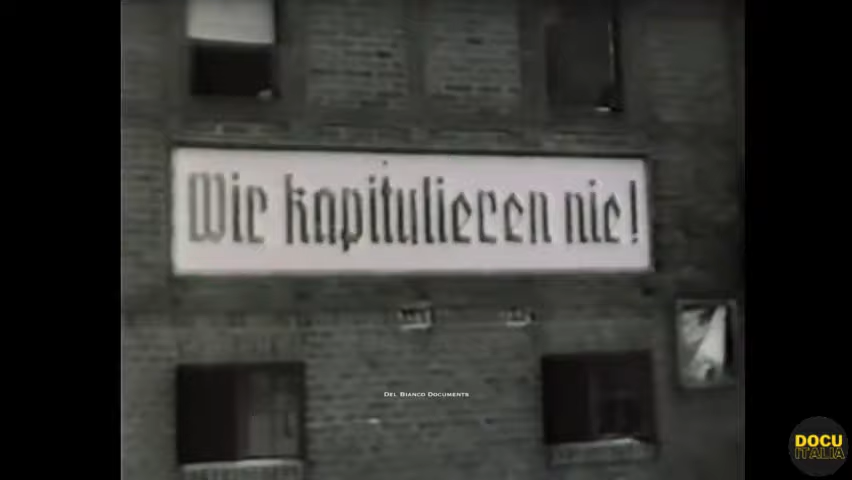 Wir kapitulieren nie!
DEL BIANCO DOCUMENTS
DOCU
ITALIA